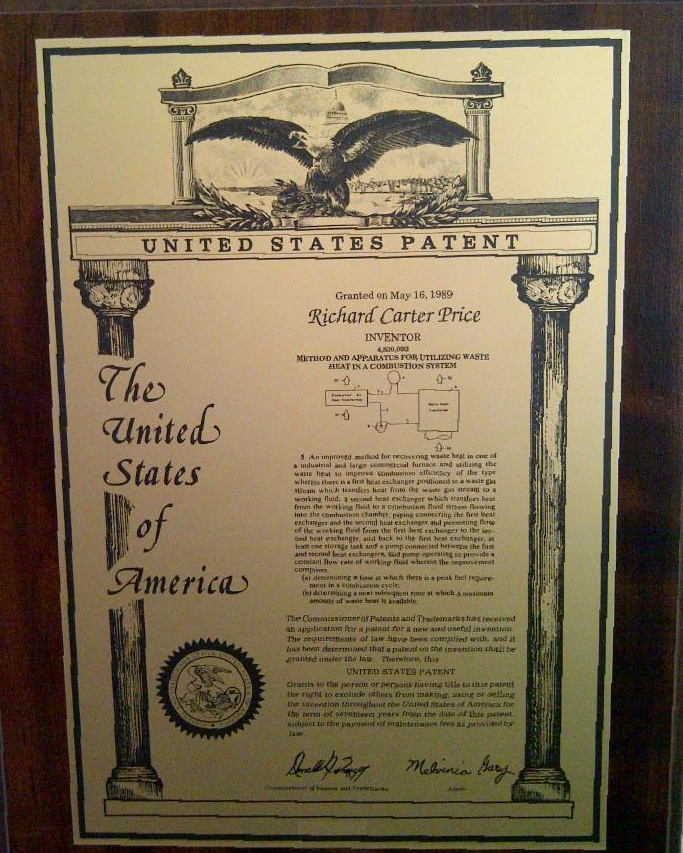 UNITED STATES PATENT
Granted on May 16, 1989
Richard Carter Price
INVENTOR
4,830,092
METHOD AND APPARATUS FOR UTILIZING WASTE
HEAT IN A COMBUSTION SYSTEM
The
United
States
of
America
Combustion Air
Heat Transferring
Waste Heat
5 An improved method for recovering waste heat in one of
a industrial and large commercial furnace and utilizing the
waste heat to improve combustion efficiency of the type
wherein there is a first heat exchanger positioned in a waste gas
stream which transfers heat from the waste gas stream to a
working fluid, a second heat exchanger which transfers heat
from the working fluid to a combustion fluid stream flowing
into the combustion chamber, piping connecting the first heat
exchanger and the second heat exchanger and permitting flow
of the working fluid from the first heat exchanger to the sec-
ond heat exchanger, and back to the first heat exchanger, at
least one storage tank and a pump connected between the first
and second heat exchangers, said pump operating to provide a
constant flow rate of working fluid wherein the improvement
comprises:
(a) determining a time at which there is a peak fuel require-
ment in a combustion cycle;
(b) determining a next subsequent time at which a maximum
amount of waste heat is available.
The Commissioner of Patents and Trademarks has received
an application for a patent for a new and useful invention.
The requirements of law have been complied with, and it
has been determined that a patent on the invention shall be
granted under the law. Therefore, this
UNITED STATES PATENT
Grants to the person or persons having title to this patent
the right to exclude others from making, using or selling
the invention throughout the United States of America for
the term of seventeen years from the date of this patent,
subject to the payment of maintenance fees as provided by
law.
Melvinia Gary
Commissioner of Patents and Trademarks
Attest